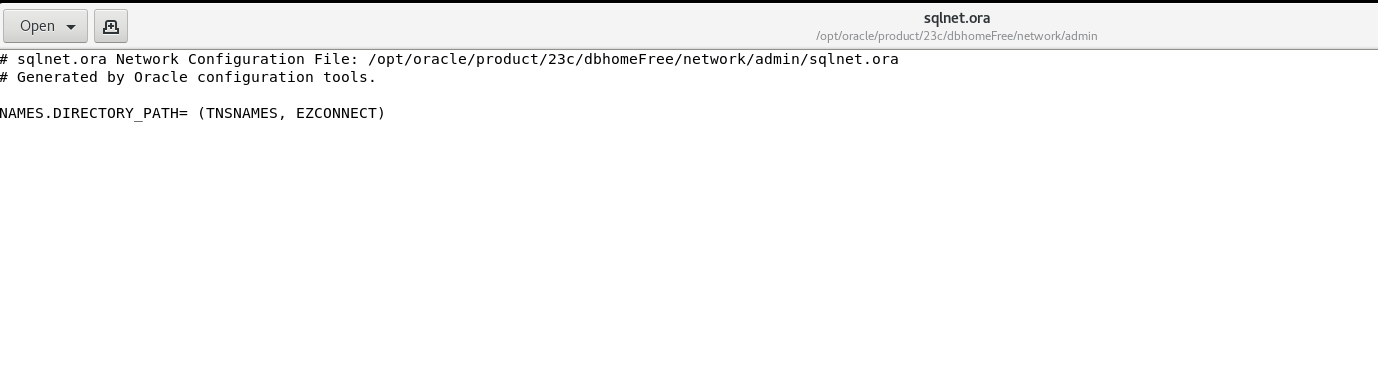 Open
sqlnet.ora
/opt/oracle/product/23c/dbhomeFree/network/admin
# sqlnet.ora Network Configuration File: /opt/oracle/product/23c/dbhomeFree/network/admin/sqlnet.ora
# Generated by Oracle configuration tools.
NAMES.DIRECTORY_PATH= (TNSNAMES, EZCONNECT)